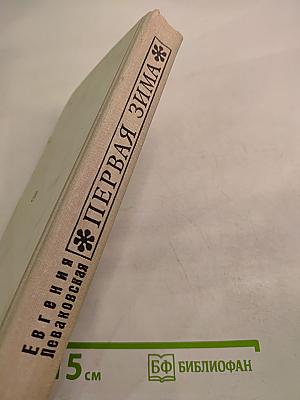 Евгения
Левановская
ПЕРВАЯ ЗИМА
15 см
БФ БИБЛИОФАН